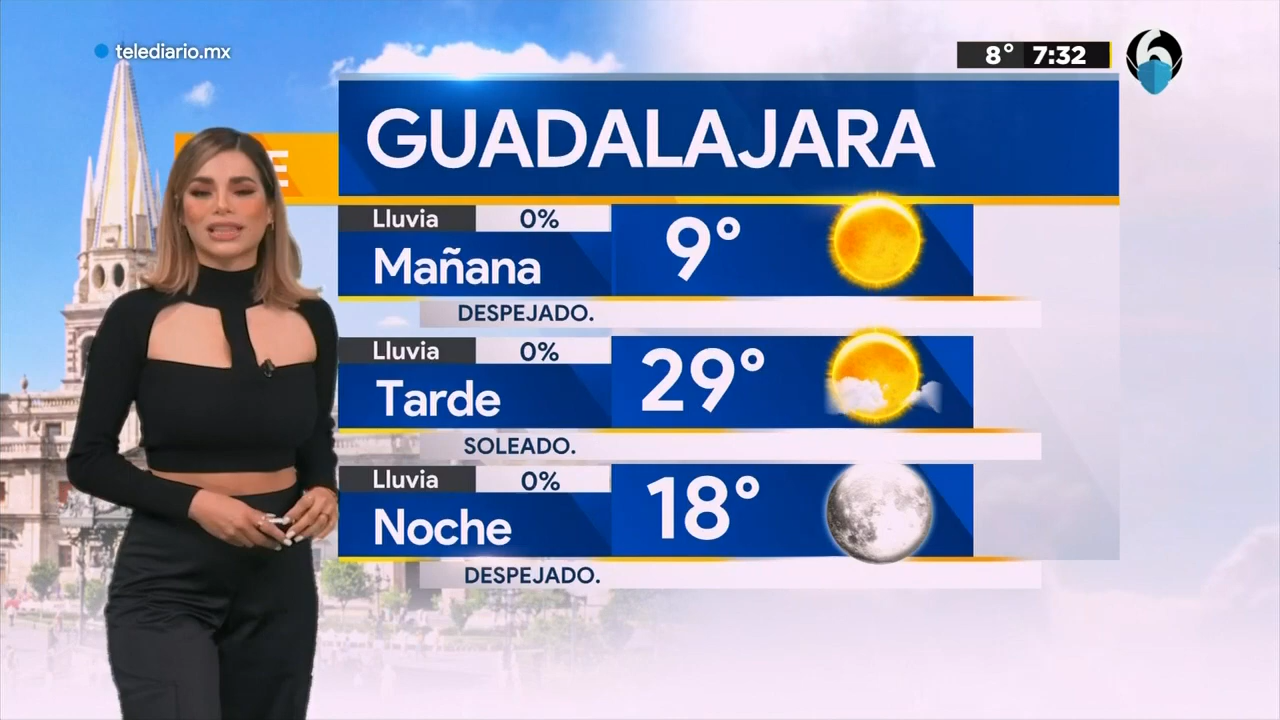 telediario.mx
8° 7:32
6
GUADALAJARA
E
Lluvia 0%
Mañana 9°
DESPEJADO.
Lluvia 0%
Tarde 29°
SOLEADO.
Lluvia 0%
Noche 18°
DESPEJADO.